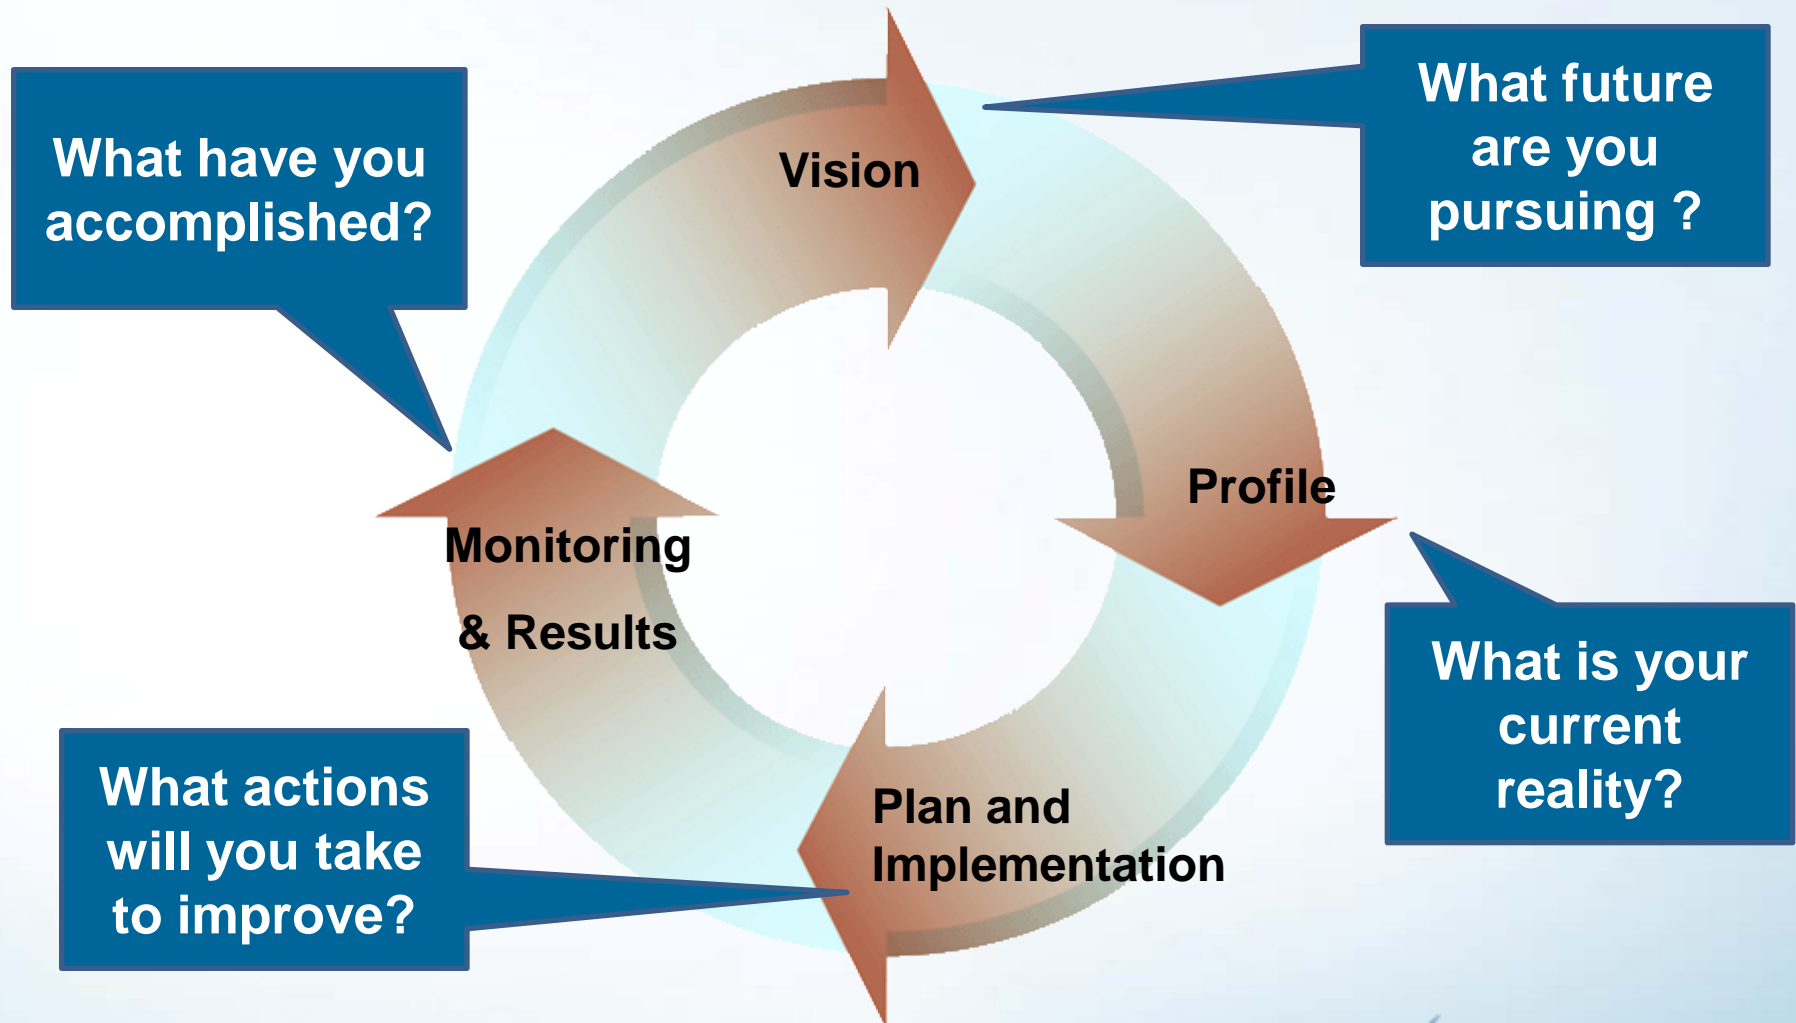 What have you
accomplished?
Vision
What future
are you
pursuing ?
Profile
What is your
current
reality?
Plan and
Implementation
What actions
will you take
to improve?
Monitoring
& Results